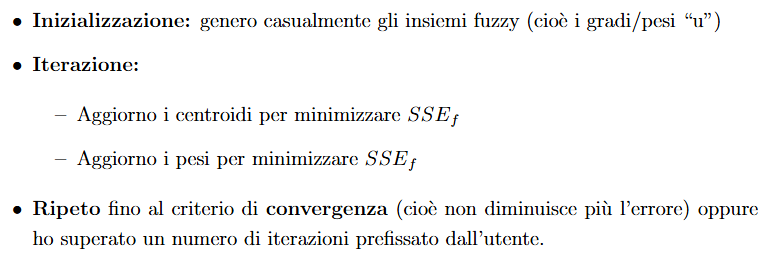 • Inizializzazione: genero casualmente gli insiemi fuzzy (cioè i gradi/pesi “u”)
• Iterazione:
– Aggiorno i centroidi per minimizzare SSE_f
– Aggiorno i pesi per minimizzare SSE_f
• Ripeto fino al criterio di convergenza (cioè non diminuisce più l'errore) oppure
ho superato un numero di iterazioni prefissato dall'utente.